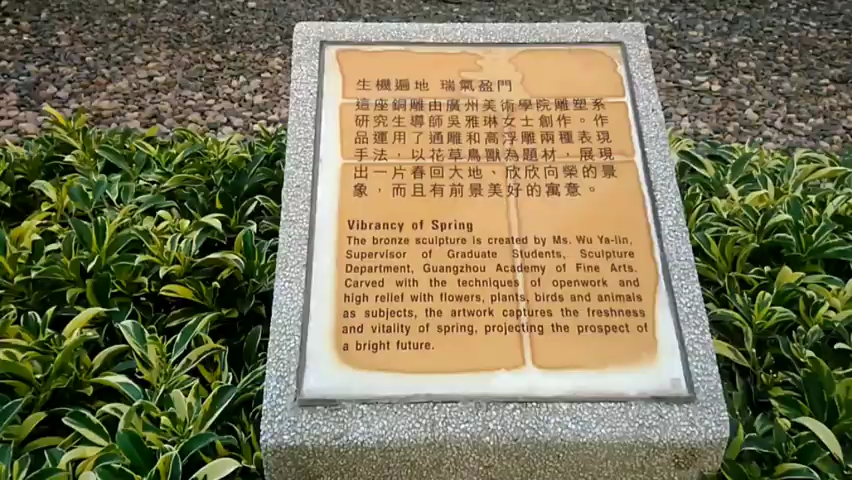 生機遍地 瑞氣盈門
這座銅雕由廣州美術學院雕塑系
研究生導師吳雅琳女士創作。作
品運用了通雕和高浮雕兩種表現
手法，以花草鳥獸為題材，展現
出一片春回大地、欣欣向榮的景
象，而且有前景美好的寓意。
Vibrancy of Spring
The bronze sculpture is created by Ms. Wu Ya-lin,
Supervisor of Graduate Students, Sculpture
Department, Guangzhou Academy of Fine Arts.
Carved with the techniques of openwork and
high relief with flowers, plants, birds and animals
as subjects, the artwork captures the freshness
and vitality of spring, projecting the prospect of
a bright future.